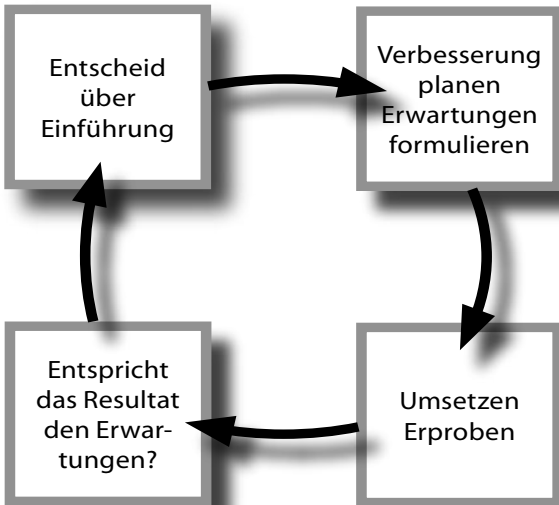 Entscheid
über
Einführung
Verbesserung
planen
Erwartungen
formulieren
Entspricht
das Resultat
den Erwar-
tungen?
Umsetzen
Erproben